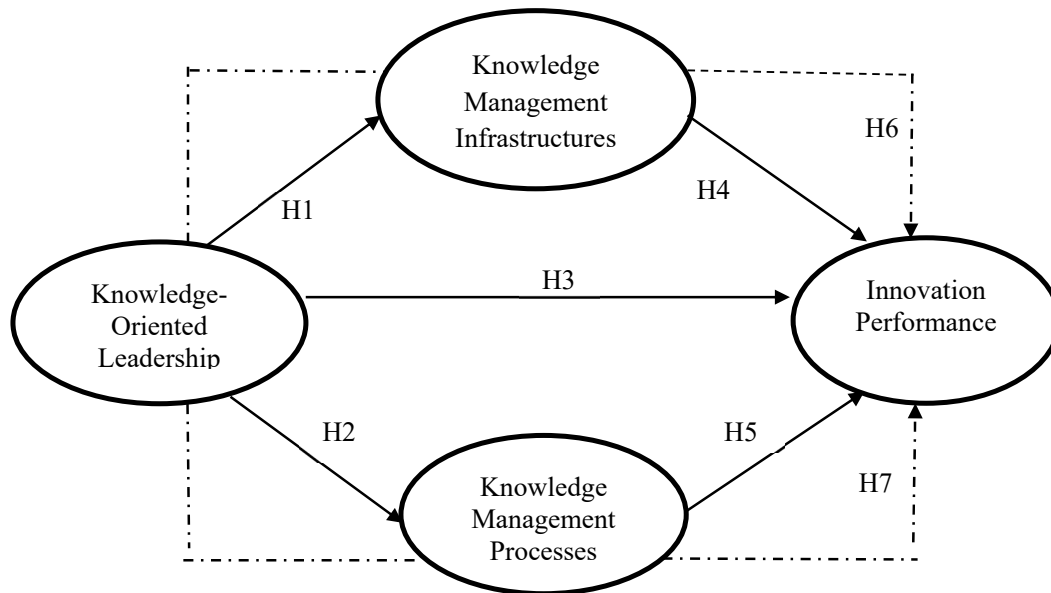 Knowledge
Management
Infrastructures
H6
H4
H1
Knowledge-
Oriented
Leadership
H3
Innovation
Performance
H2
H5
H7
Knowledge
Management
Processes